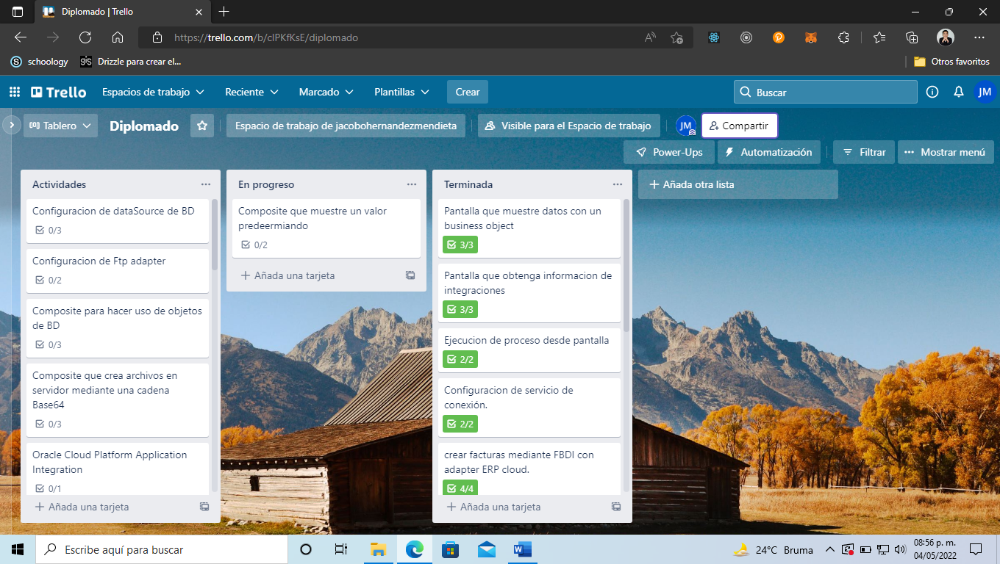 Diplomado | Trello
https://trello.com/b/cIPKfKsE/diplomado
schoology
Drizzle para crear el...
Otros favoritos
Trello
Espacios de trabajo
Reciente
Marcado
Plantillas
Crear
Buscar
JM
Tablero
Diplomado
Espacio de trabajo de jacobohernandezmendieta
Visible para el Espacio de trabajo
JM
Compartir
Power-Ups
Automatización
Filtrar
Mostrar menú
Actividades
Configuracion de dataSource de BD
0/3
Configuracion de Ftp adapter
0/2
Composite para hacer uso de objetos
de BD
0/3
Composite que crea archivos en
servidor mediante una cadena
Base64
0/3
Oracle Cloud Platform Application
Integration
0/1
Añada una tarjeta
En progreso
Composite que muestre un valor
predeermiando
0/2
Añada una tarjeta
Terminada
Pantalla que muestre datos con un
business object
3/3
Pantalla que obtenga informacion de
integraciones
3/3
Ejecucion de proceso desde pantalla
2/2
Configuracion de servicio de
conexión.
2/2
crear facturas mediante FBDI con
adapter ERP cloud.
4/4
Añada una tarjeta
Añada otra lista
Escribe aquí para buscar
24°C Bruma
08:56 p. m.
04/05/2022